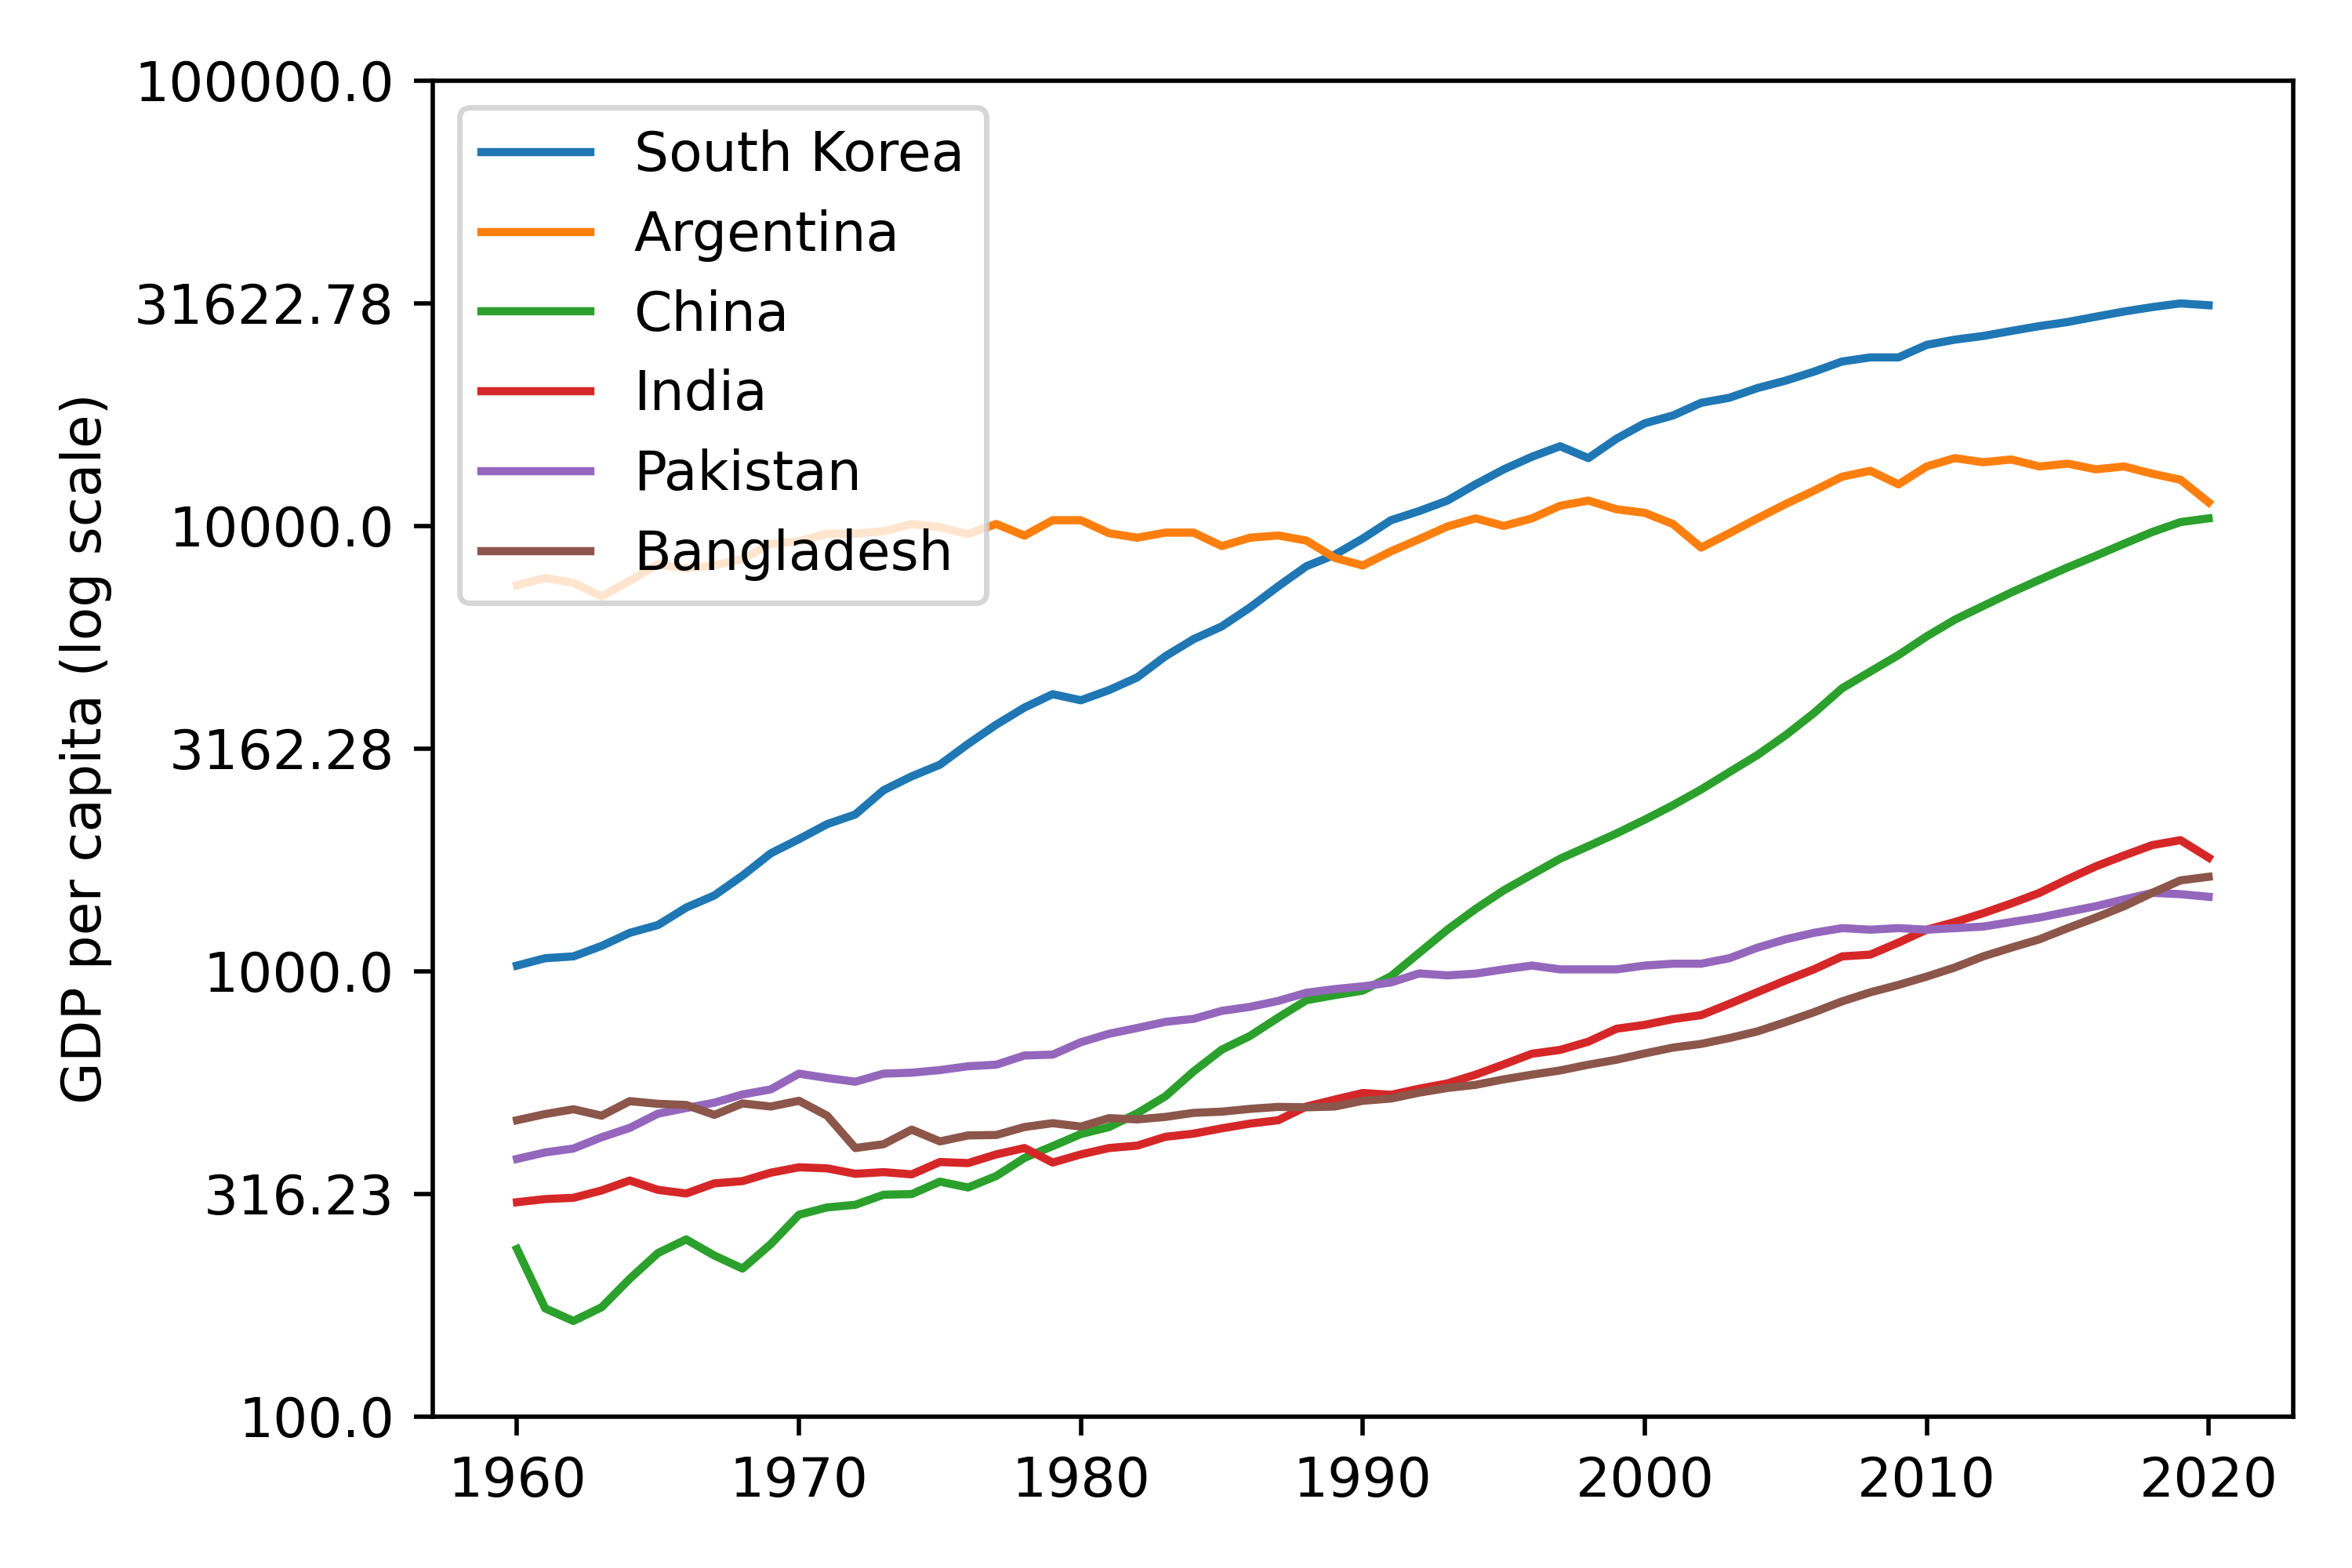 100000.0
31622.78
10000.0
3162.28
1000.0
316.23
100.0
GDP per capita (log scale)
South Korea
Argentina
China
India
Pakistan
Bangladesh
1960 1970 1980 1990 2000 2010 2020